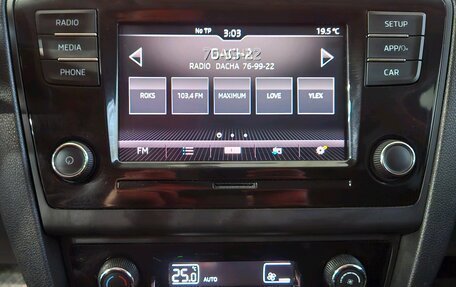 RADIO
MEDIA
PHONE
No TP
3:03
19.5 °C
RADIO DACHA 76-99-22
ROKS
103,4 FM
MAXIMUM
LOVE
YLEX
FM
SETUP
APP/
CAR
25.0
AUTO